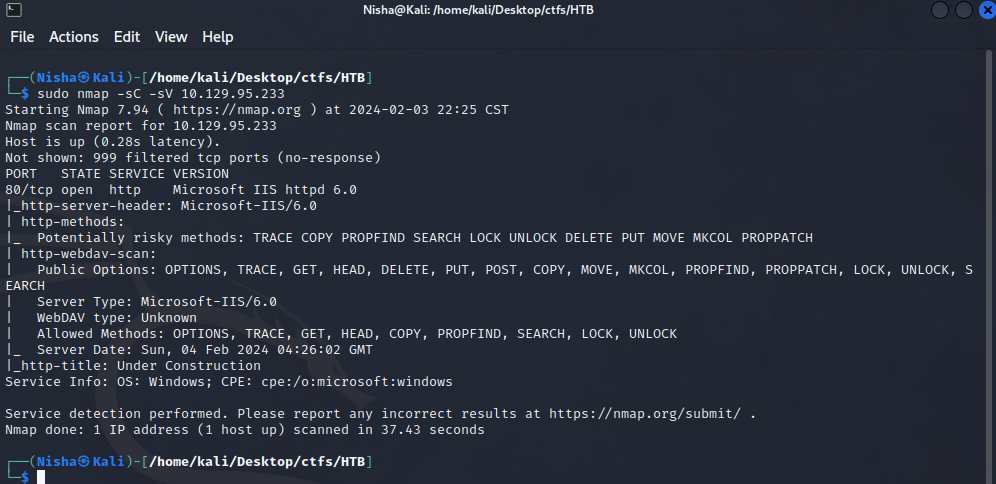 Nisha@Kali: /home/kali/Desktop/ctfs/HTB
File Actions Edit View Help
┌──(Nisha㉿Kali)-[/home/kali/Desktop/ctfs/HTB]
└─$ sudo nmap -sC -sV 10.129.95.233
Starting Nmap 7.94 ( https://nmap.org ) at 2024-02-03 22:25 CST
Nmap scan report for 10.129.95.233
Host is up (0.28s latency).
Not shown: 999 filtered tcp ports (no-response)
PORT   STATE SERVICE VERSION
80/tcp open  http    Microsoft IIS httpd 6.0
|_http-server-header: Microsoft-IIS/6.0
| http-methods:
|_  Potentially risky methods: TRACE COPY PROPFIND SEARCH LOCK UNLOCK DELETE PUT MOVE MKCOL PROPPATCH
| http-webdav-scan:
|   Public Options: OPTIONS, TRACE, GET, HEAD, DELETE, PUT, POST, COPY, MOVE, MKCOL, PROPFIND, PROPPATCH, LOCK, UNLOCK, S
EARCH
|   Server Type: Microsoft-IIS/6.0
|   WebDAV type: Unknown
|   Allowed Methods: OPTIONS, TRACE, GET, HEAD, COPY, PROPFIND, SEARCH, LOCK, UNLOCK
|_  Server Date: Sun, 04 Feb 2024 04:26:02 GMT
|_http-title: Under Construction
Service Info: OS: Windows; CPE: cpe:/o:microsoft:windows
Service detection performed. Please report any incorrect results at https://nmap.org/submit/ .
Nmap done: 1 IP address (1 host up) scanned in 37.43 seconds
┌──(Nisha㉿Kali)-[/home/kali/Desktop/ctfs/HTB]
└─$